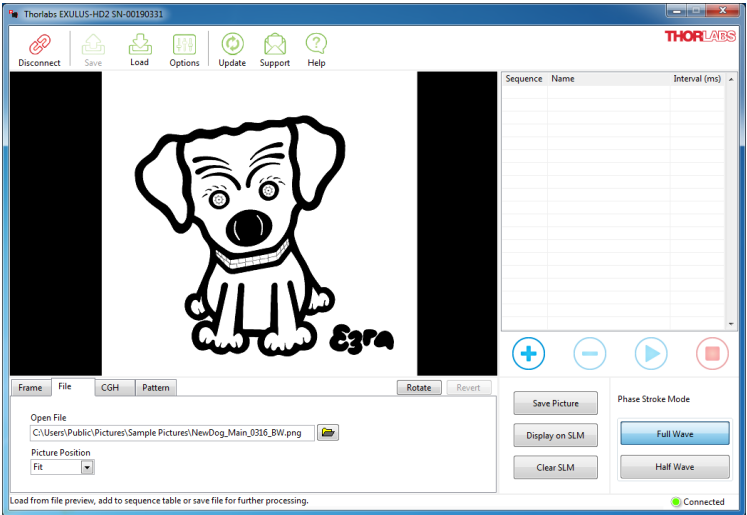 Thorlabs EXULUS-HD2 SN-00190331
THORLABS
Disconnect Save Load Options Update Support Help
Sequence Name Interval (ms)
Ezra
Frame File CGH Pattern Rotate Revert
Open File
C:\Users\Public\Pictures\Sample Pictures\NewDog_Main_0316_BW.png
Picture Position
Fit
Save Picture
Display on SLM
Clear SLM
Phase Stroke Mode
Full Wave
Half Wave
Load from file preview, add to sequence table or save file for further processing.
Connected